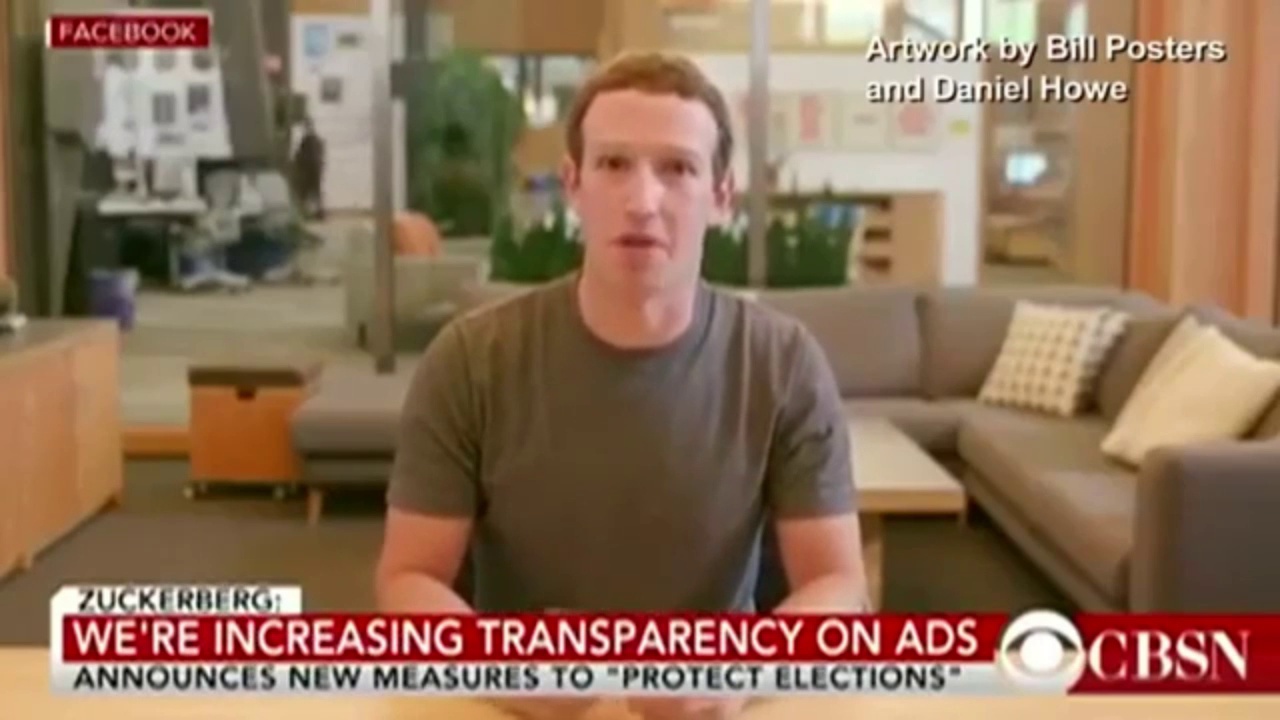 FACEBOOK
Artwork by Bill Posters
and Daniel Howe
ZUCKERBERG:
WE'RE INCREASING TRANSPARENCY ON ADS
ANNOUNCES NEW MEASURES TO "PROTECT ELECTIONS"
CBSN